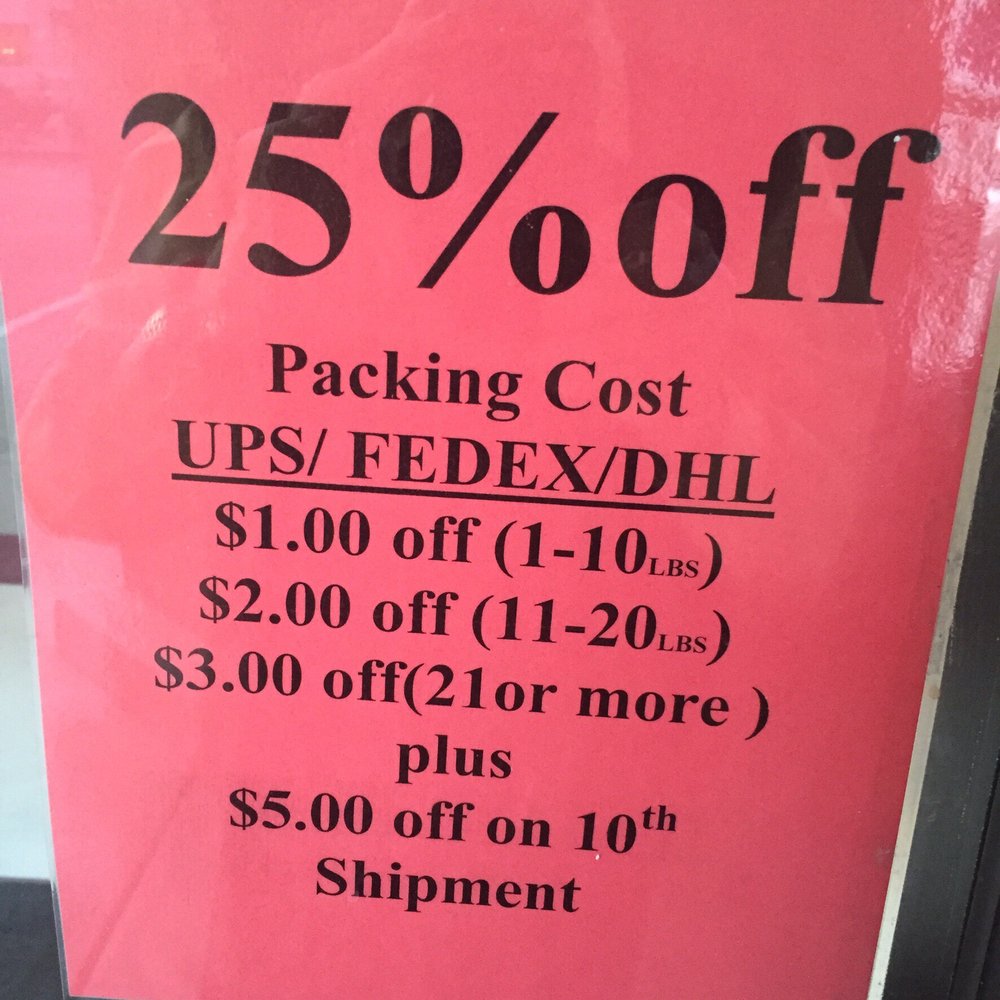 25%off
Packing Cost
UPS/ FEDEX/DHL
$1.00 off (1-10LBS)
$2.00 off (11-20LBS)
$3.00 off(21or more )
plus
$5.00 off on 10th
Shipment